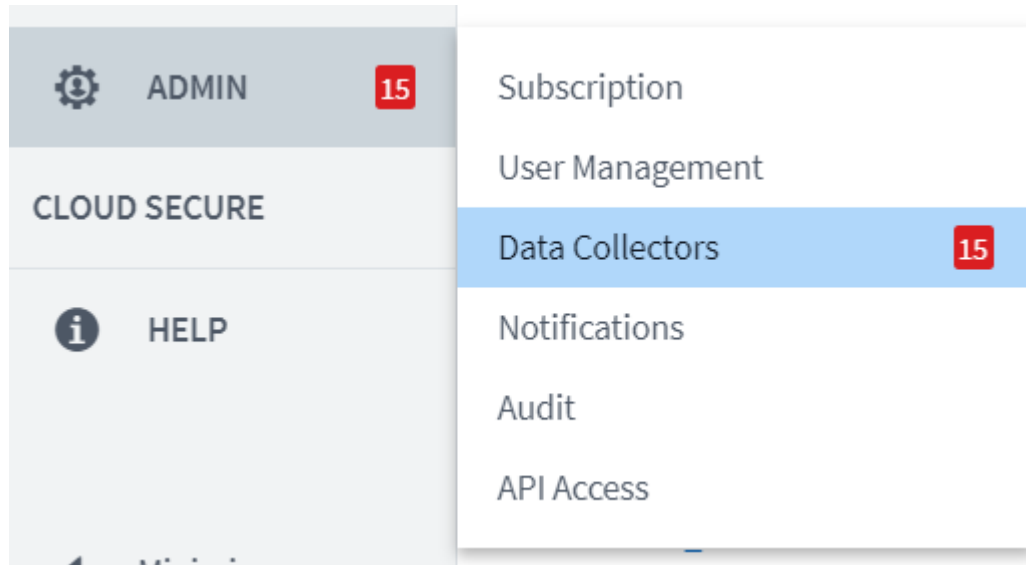 ADMIN 15
CLOUD SECURE
HELP
Subscription
User Management
Data Collectors 15
Notifications
Audit
API Access